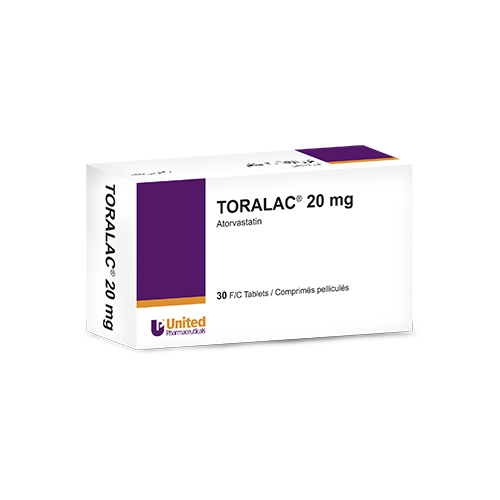 TORALAC® 20 mg
Atorvastatin
30 F/C Tablets / Comprimés pelliculés
United
Pharmaceuticals
TORALAC® 20 mg